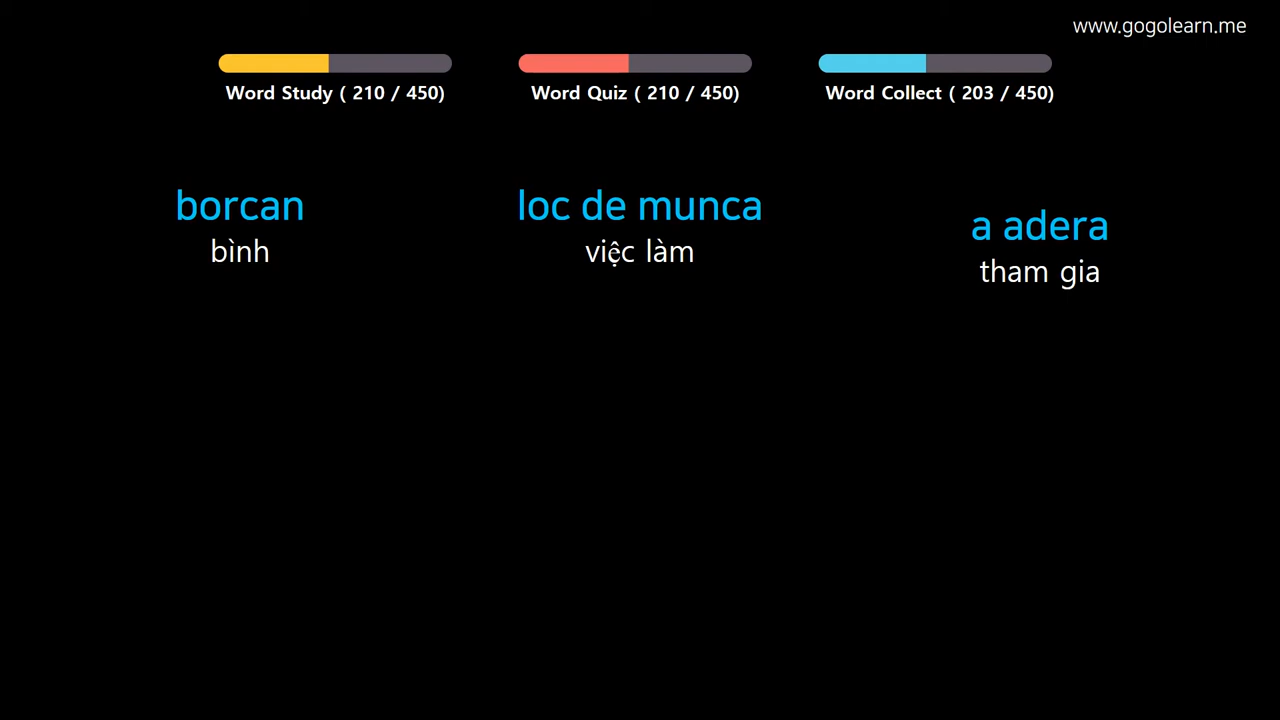 www.gogolearn.me
Word Study ( 210 / 450)
Word Quiz ( 210 / 450)
Word Collect ( 203 / 450)
borcan
bình
loc de munca
việc làm
a adera
tham gia